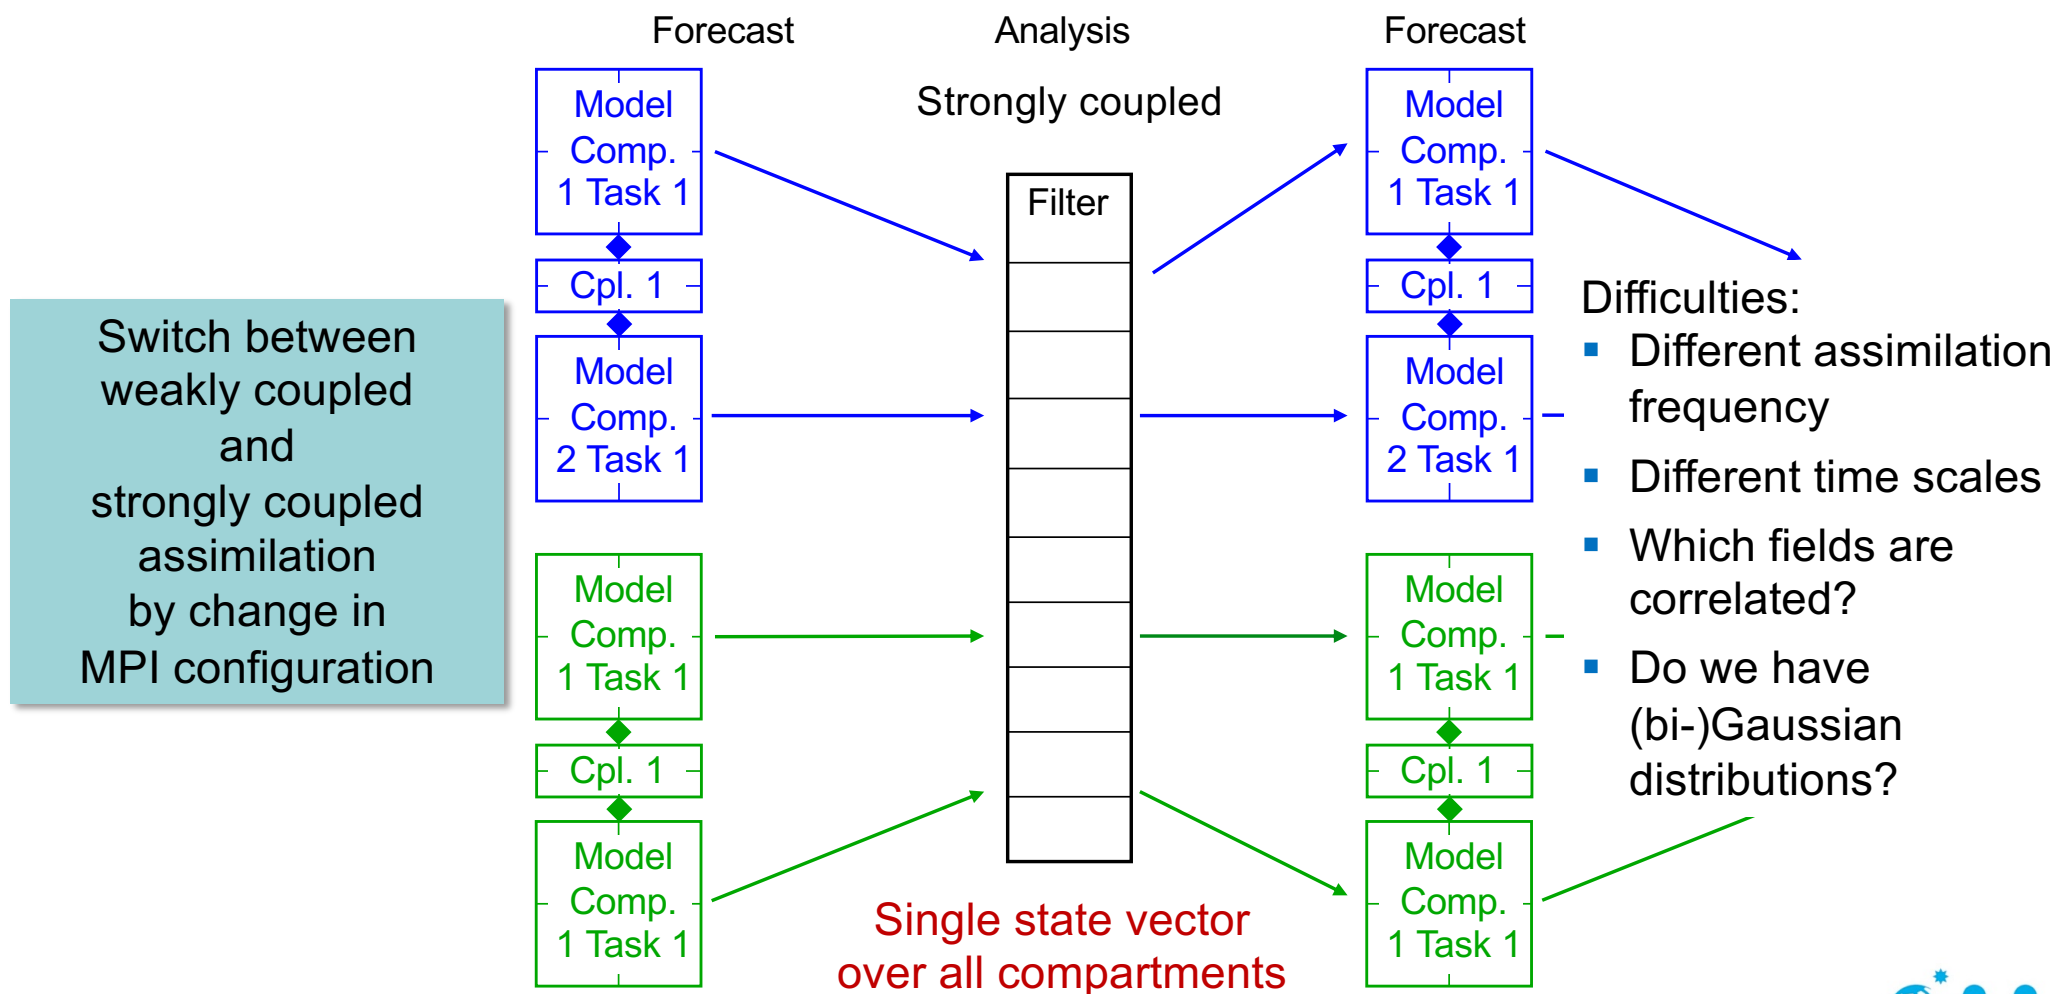 Forecast
Analysis
Forecast
Strongly coupled
Model
Comp.
1 Task 1
Cpl. 1
Model
Comp.
2 Task 1
Model
Comp.
1 Task 1
Cpl. 1
Model
Comp.
1 Task 1
Filter
Model
Comp.
1 Task 1
Cpl. 1
Model
Comp.
2 Task 1
Model
Comp.
1 Task 1
Cpl. 1
Model
Comp.
1 Task 1
Switch between
weakly coupled
and
strongly coupled
assimilation
by change in
MPI configuration
Difficulties:
▪ Different assimilation
frequency
▪ Different time scales
▪ Which fields are
correlated?
▪ Do we have
(bi-)Gaussian
distributions?
Single state vector
over all compartments